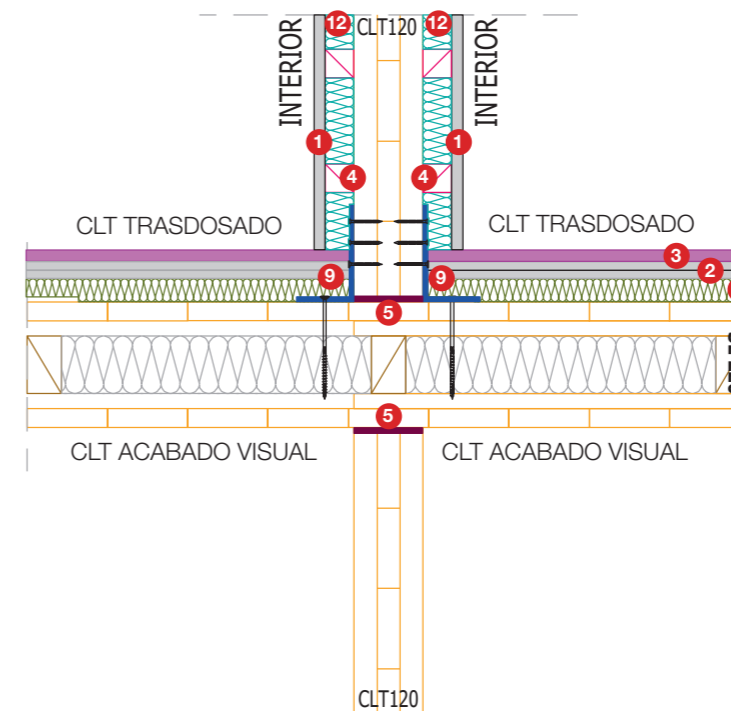 12 CLT120 12
INTERIOR INTERIOR
1 1
4 4
CLT TRASDOSADO CLT TRASDOSADO
3
2
9 9
5
5
CLT ACABADO VISUAL CLT ACABADO VISUAL
CLT120